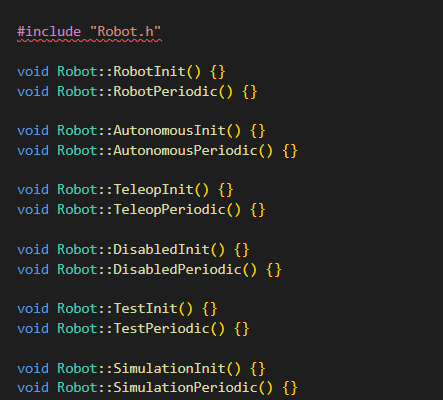 #include "Robot.h"
void Robot::RobotInit() {}
void Robot::RobotPeriodic() {}
void Robot::AutonomousInit() {}
void Robot::AutonomousPeriodic() {}
void Robot::TeleopInit() {}
void Robot::TeleopPeriodic() {}
void Robot::DisabledInit() {}
void Robot::DisabledPeriodic() {}
void Robot::TestInit() {}
void Robot::TestPeriodic() {}
void Robot::SimulationInit() {}
void Robot::SimulationPeriodic() {}